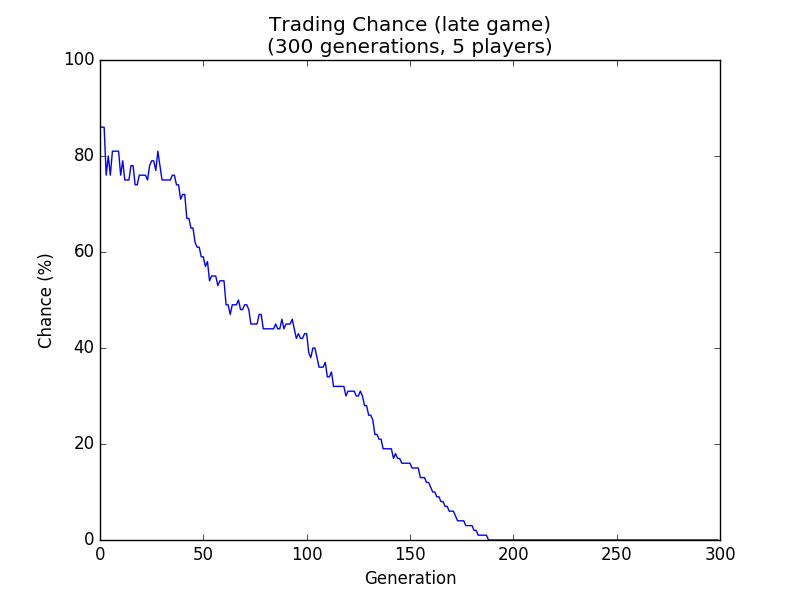 Trading Chance (late game)
(300 generations, 5 players)
100
80
60
40
20
0
Chance (%)
0 50 100 150 200 250 300
Generation